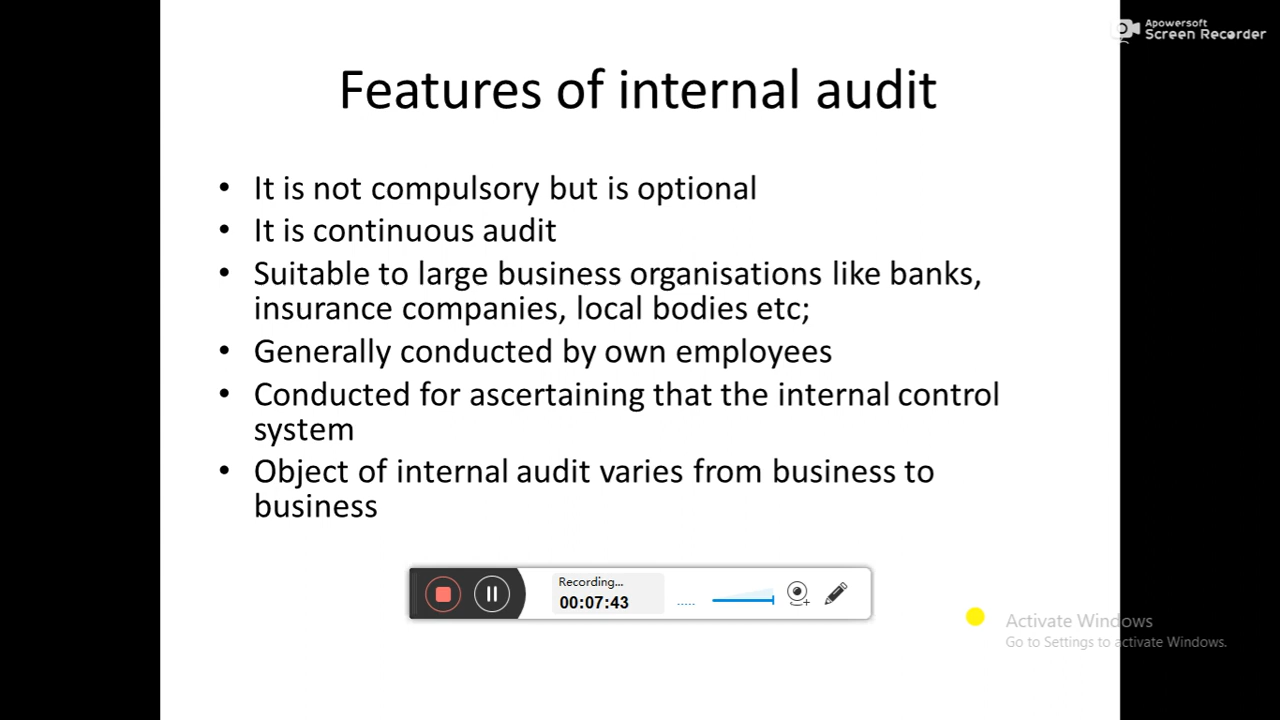 Apowersoft
Screen Recorder
Features of internal audit
• It is not compulsory but is optional
• It is continuous audit
• Suitable to large business organisations like banks,
insurance companies, local bodies etc;
• Generally conducted by own employees
• Conducted for ascertaining that the internal control
system
• Object of internal audit varies from business to
business
Recording...
00:07:43
Activate Windows
Go to Settings to activate Windows.